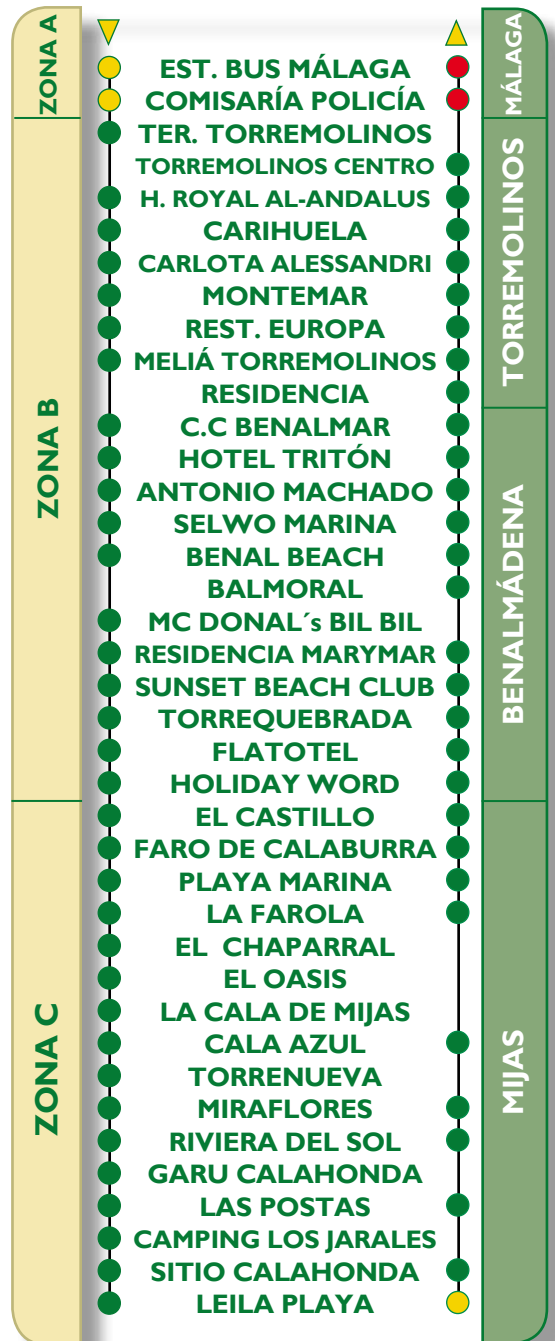 ZONA A
MÁLAGA
EST. BUS MÁLAGA
COMISARÍA POLICÍA
ZONA B
TORREMOLINOS
TER. TORREMOLINOS
TORREMOLINOS CENTRO
H. ROYAL AL-ANDALUS
CARIHUELA
CARLOTA ALESSANDRI
MONTEMAR
REST. EUROPA
MELIÁ TORREMOLINOS
RESIDENCIA
BENALMÁDENA
C.C BENALMAR
HOTEL TRITÓN
ANTONIO MACHADO
SELWO MARINA
BENAL BEACH
BALMORAL
MC DONAL´s BIL BIL
RESIDENCIA MARYMAR
SUNSET BEACH CLUB
TORREQUEBRADA
FLATOTEL
HOLIDAY WORD
ZONA C
MIJAS
EL CASTILLO
FARO DE CALABURRA
PLAYA MARINA
LA FAROLA
EL CHAPARRAL
EL OASIS
LA CALA DE MIJAS
CALA AZUL
TORRENUEVA
MIRAFLORES
RIVIERA DEL SOL
GARU CALAHONDA
LAS POSTAS
CAMPING LOS JARALES
SITIO CALAHONDA
LEILA PLAYA